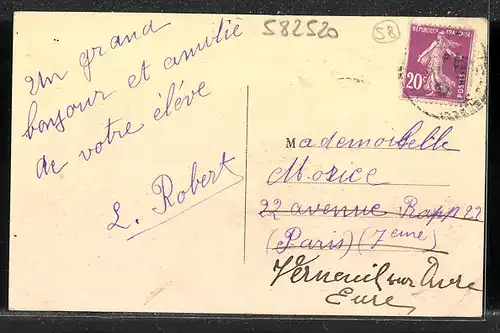 582520
58
Un grand
bonjour et amitié
de votre élève
L. Robert
REPUBLIQUE FRANÇAISE
20c
POSTES
Mademoiselle
Morice
22 avenue Rapp 22
(Paris) (7eme)
Verneuil sur Avre
Eure